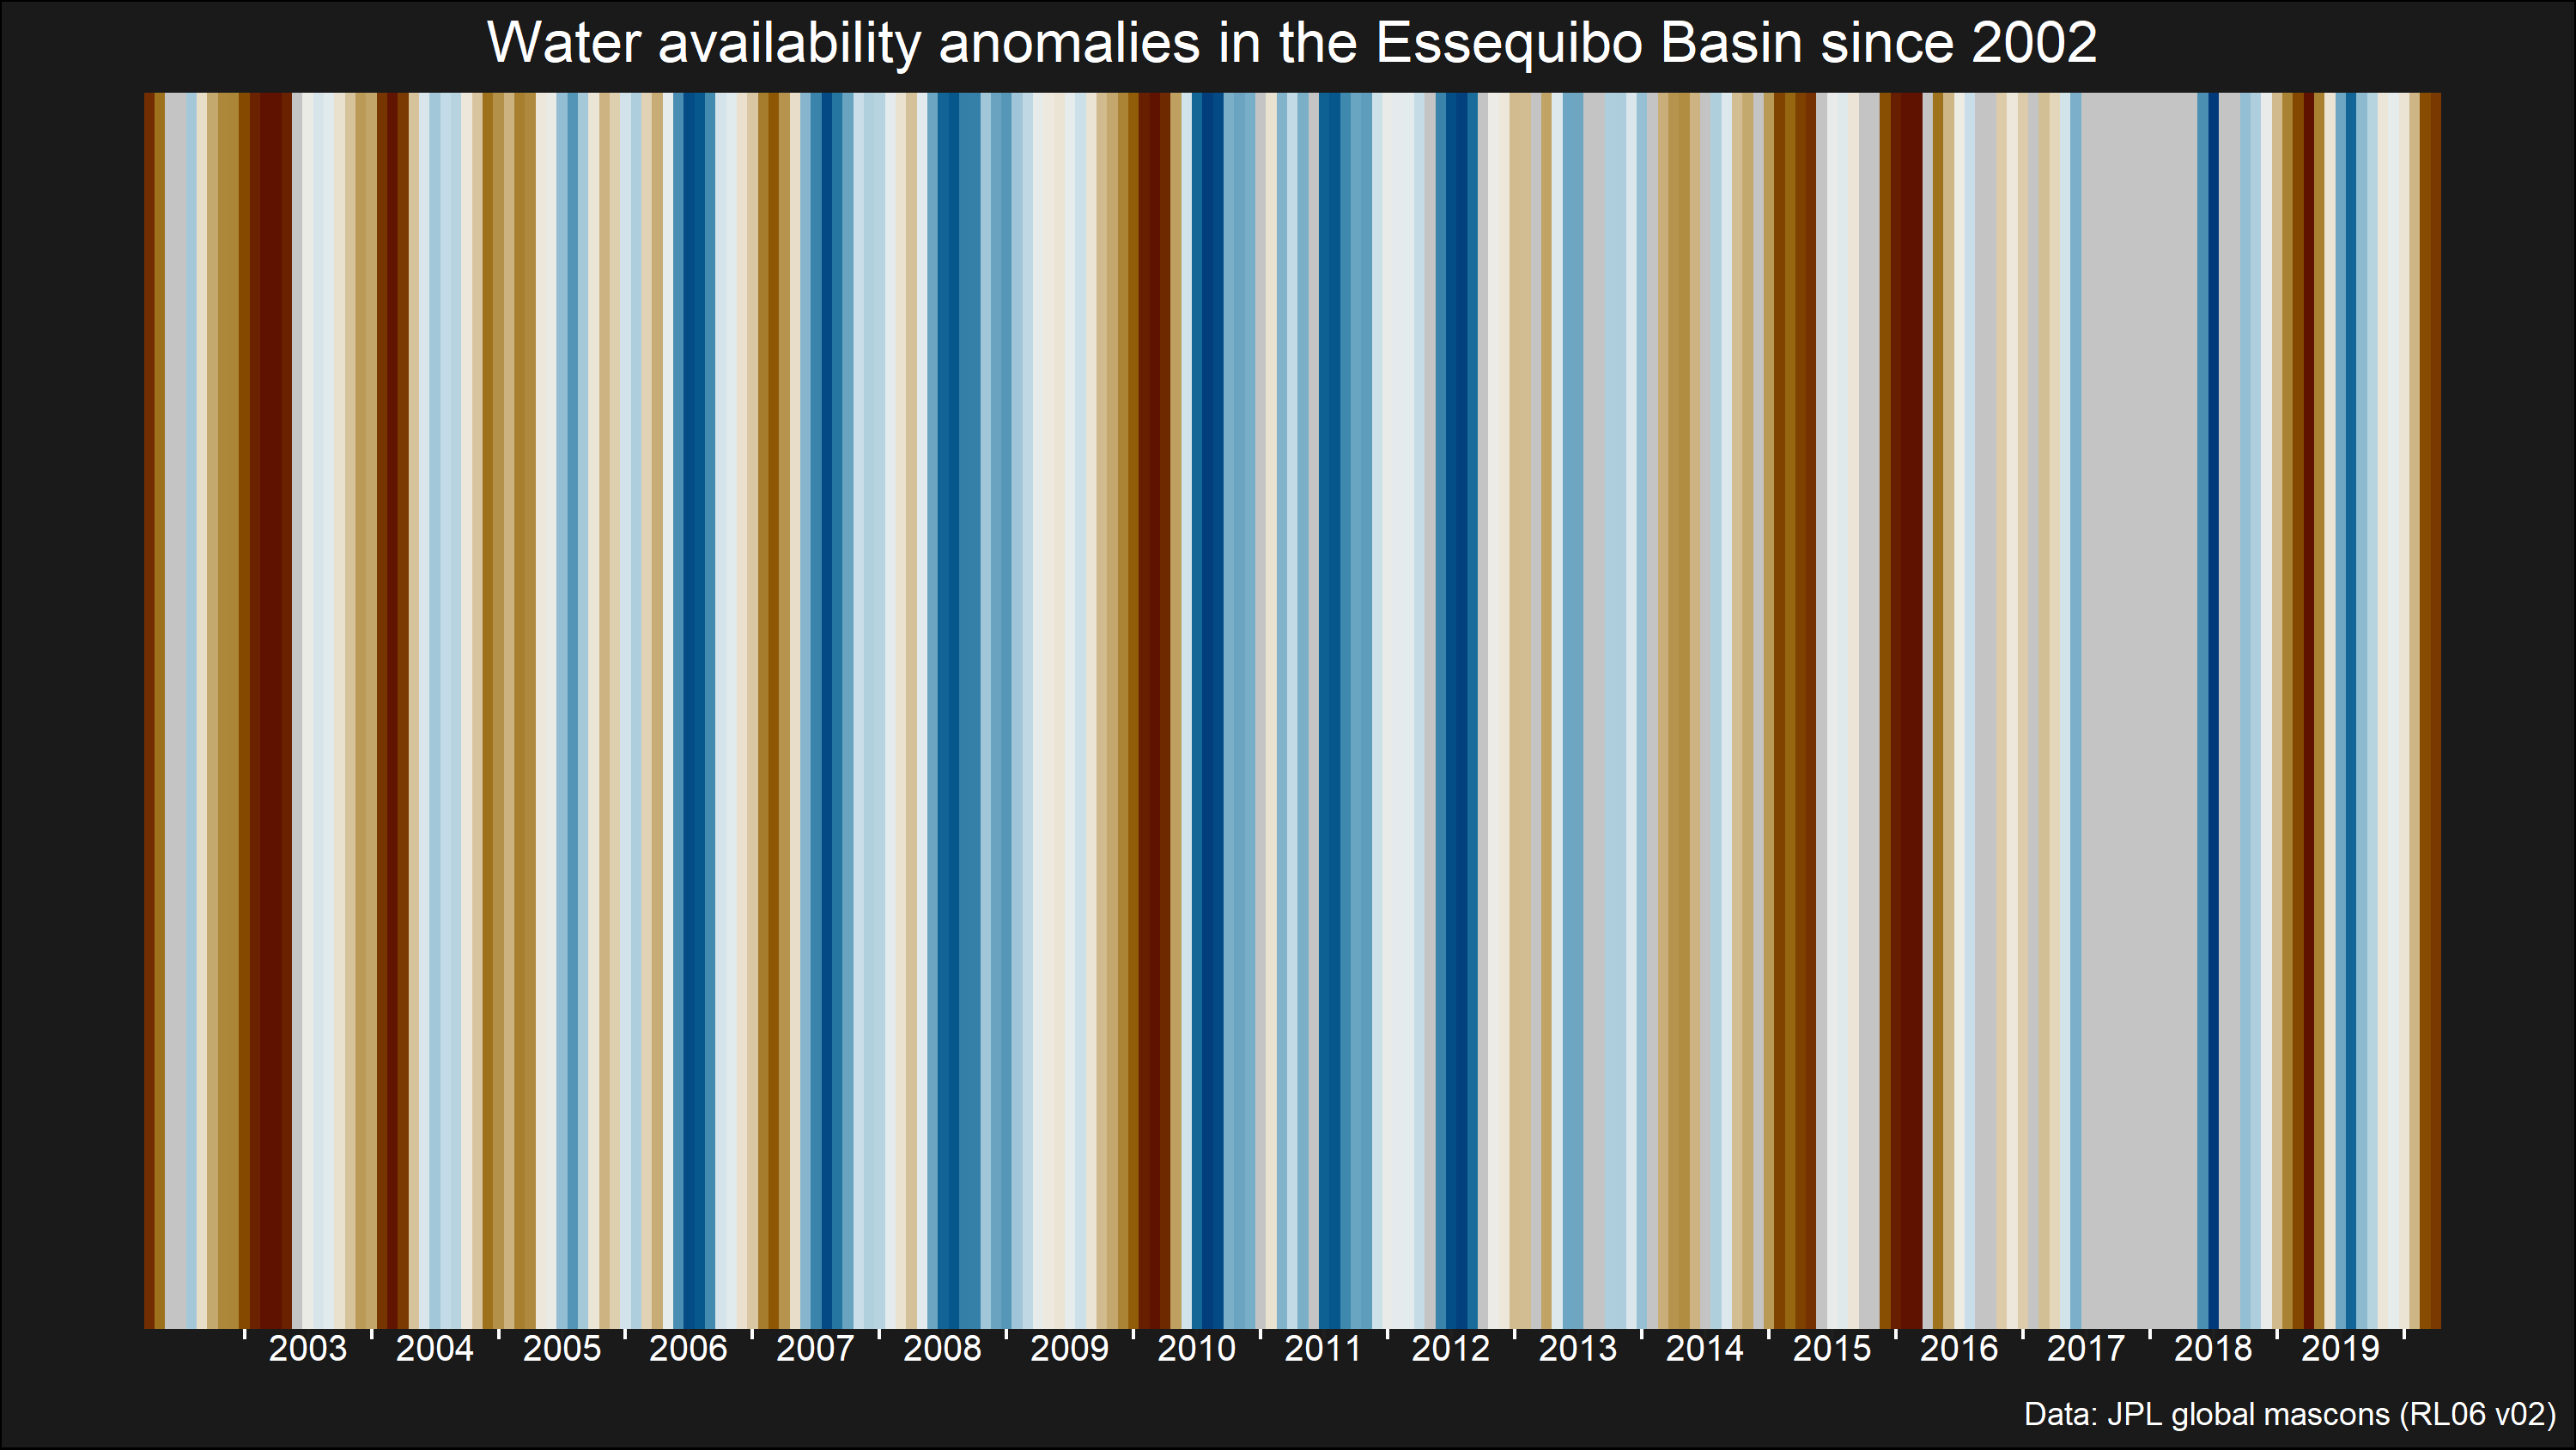 Water availability anomalies in the Essequibo Basin since 2002
2003 2004 2005 2006 2007 2008 2009 2010 2011 2012 2013 2014 2015 2016 2017 2018 2019
Data: JPL global mascons (RL06 v02)